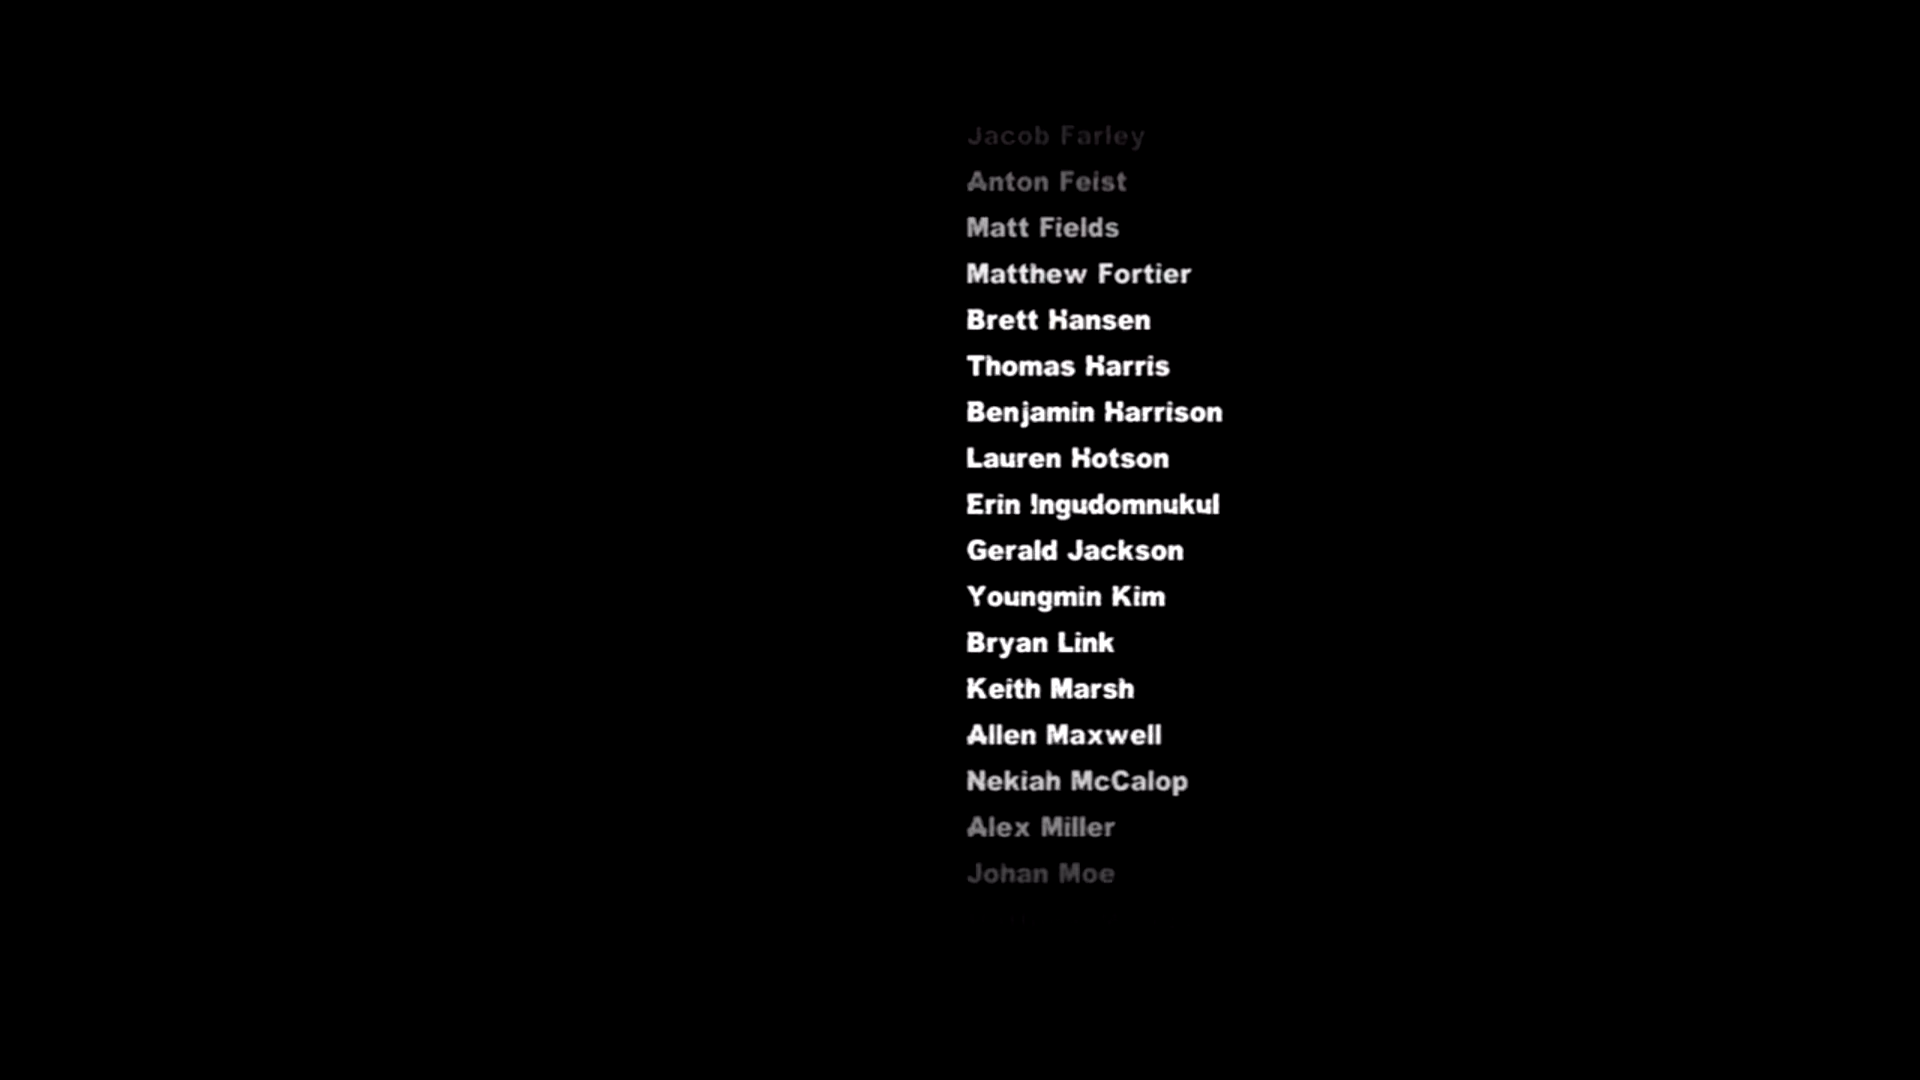 Jacob Farley
Anton Feist
Matt Fields
Matthew Fortier
Brett Hansen
Thomas Harris
Benjamin Harrison
Lauren Hotson
Erin Ingudomnukul
Gerald Jackson
Youngmin Kim
Bryan Link
Keith Marsh
Allen Maxwell
Nekiah McCalop
Alex Miller
Johan Moe